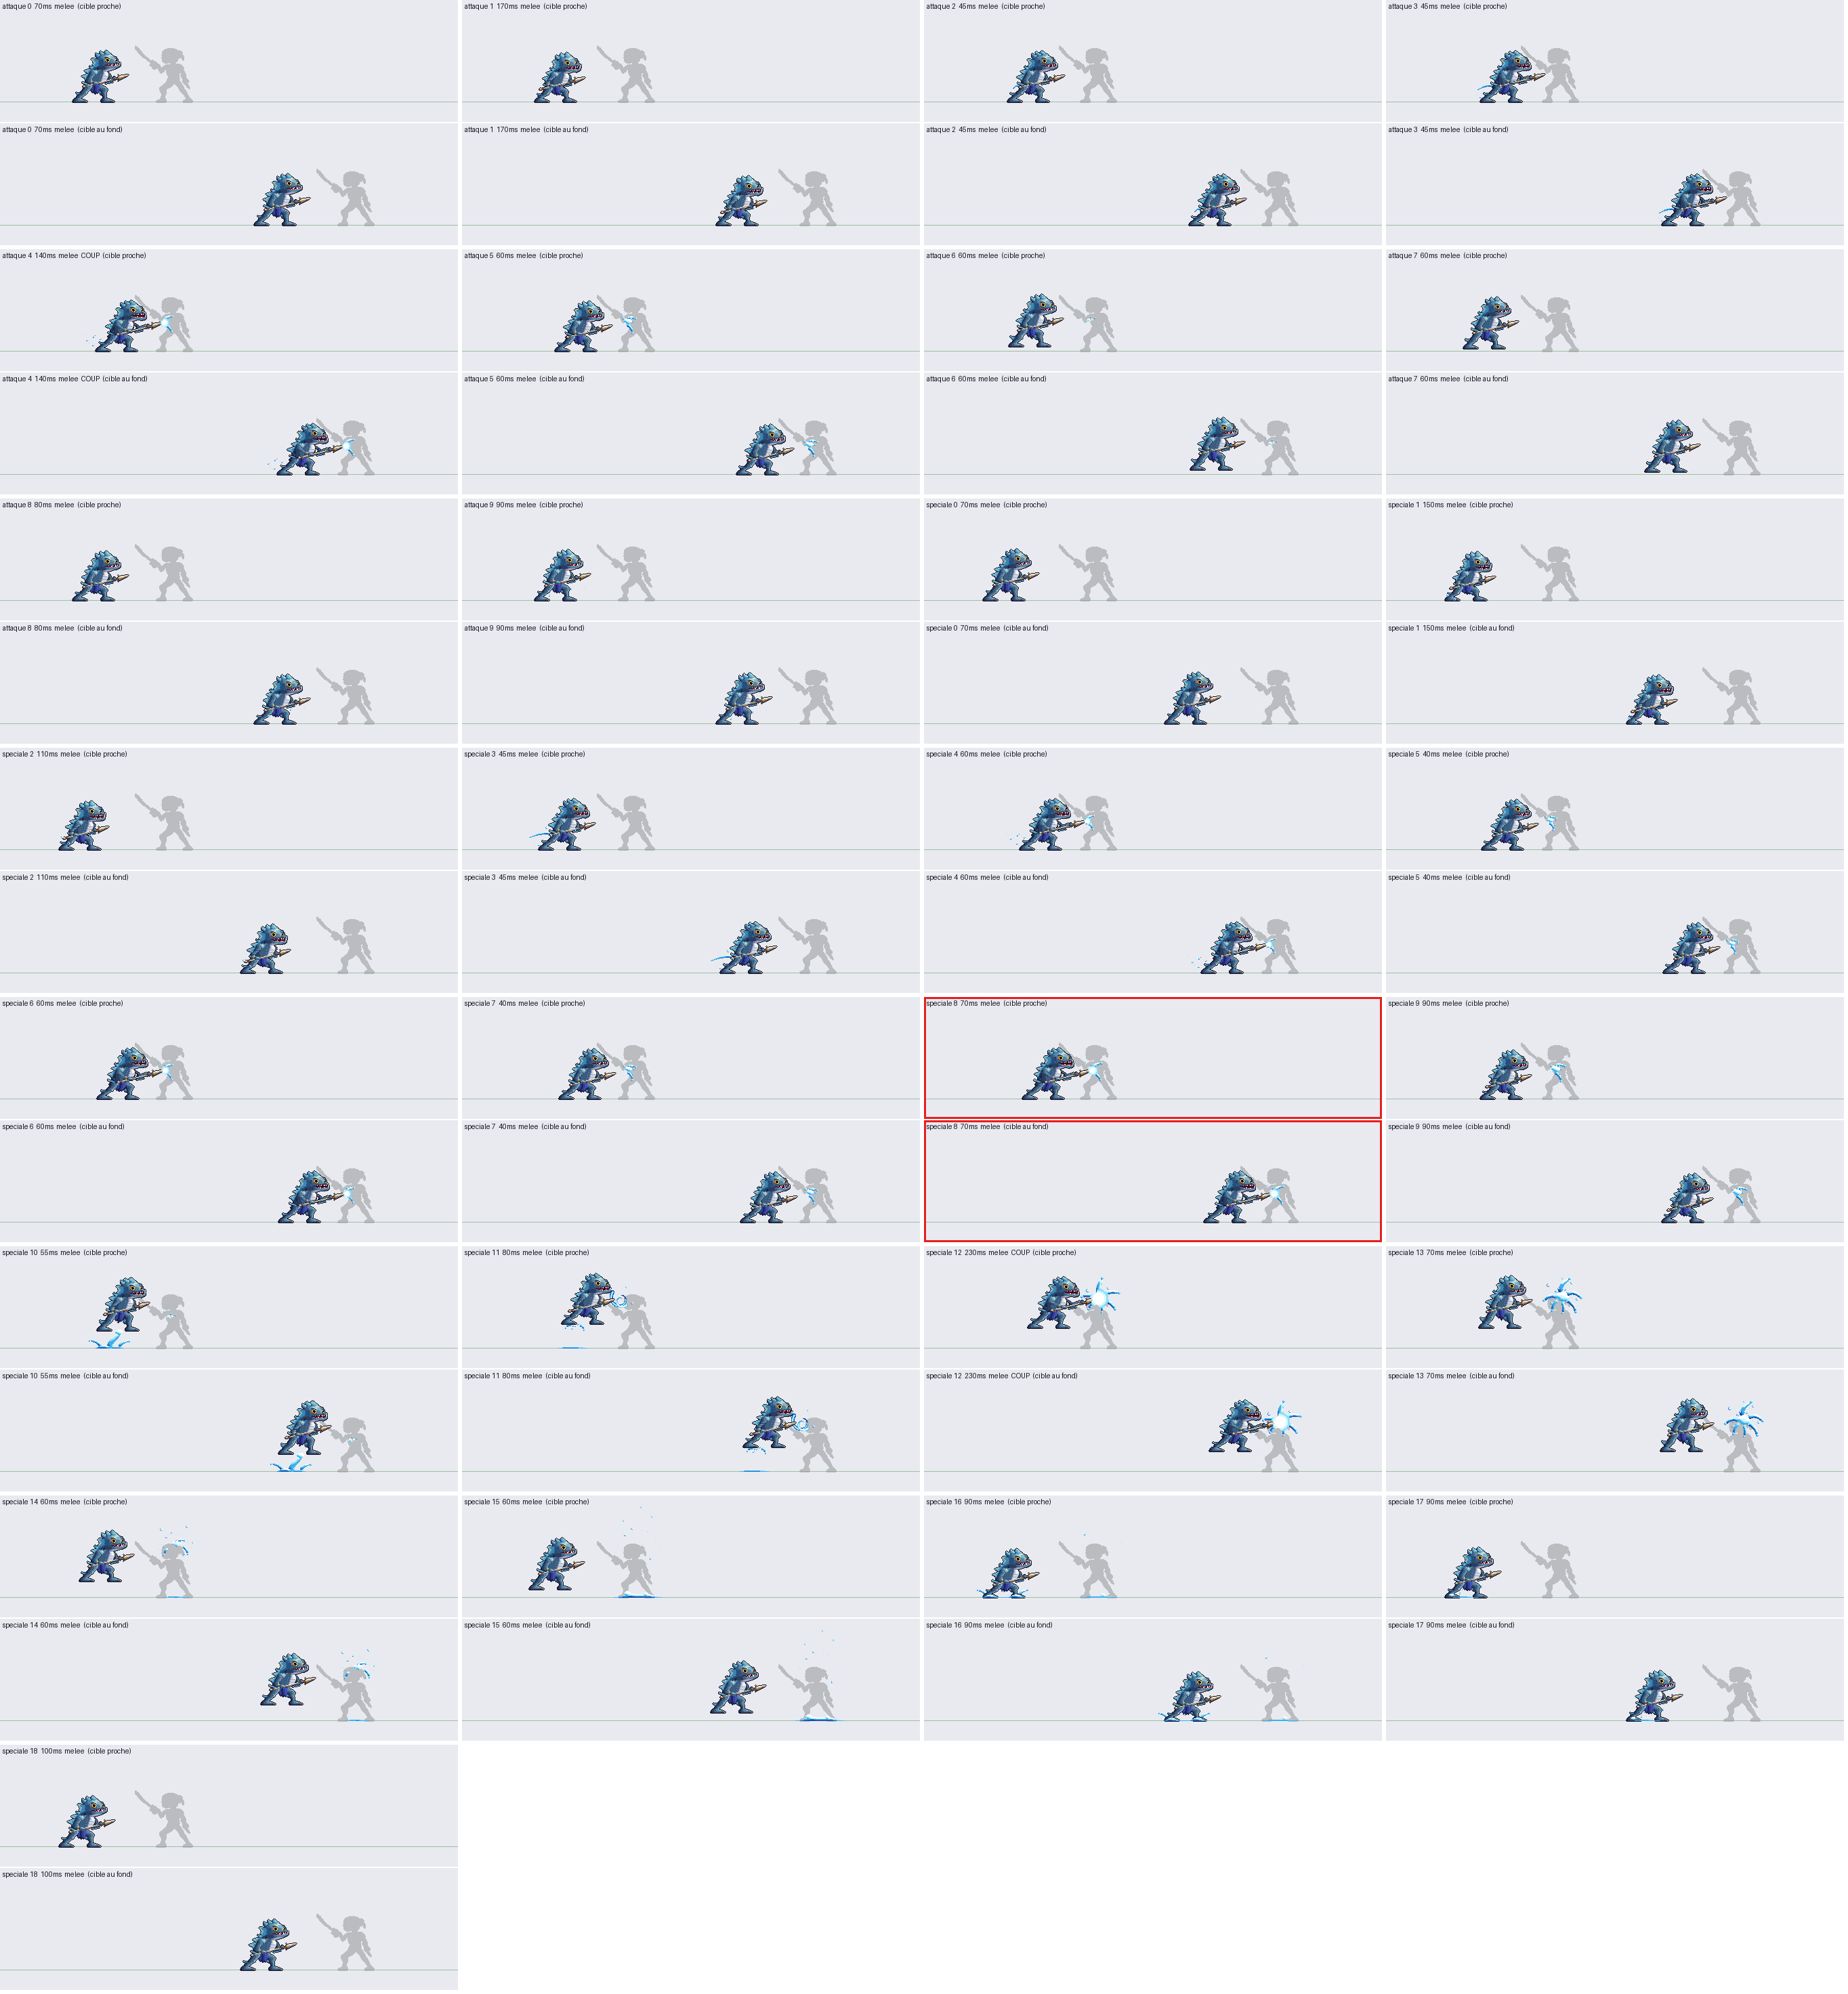 attaque 0 70ms melee (cible proche)
attaque 1 170ms melee (cible proche)
attaque 2 45ms melee (cible proche)
attaque 3 45ms melee (cible proche)
attaque 0 70ms melee (cible au fond)
attaque 1 170ms melee (cible au fond)
attaque 2 45ms melee (cible au fond)
attaque 3 45ms melee (cible au fond)
attaque 4 140ms melee COUP (cible proche)
attaque 5 60ms melee (cible proche)
attaque 6 60ms melee (cible proche)
attaque 7 60ms melee (cible proche)
attaque 4 140ms melee COUP (cible au fond)
attaque 5 60ms melee (cible au fond)
attaque 6 60ms melee (cible au fond)
attaque 7 60ms melee (cible au fond)
attaque 8 80ms melee (cible proche)
attaque 9 90ms melee (cible proche)
speciale 0 70ms melee (cible proche)
speciale 1 150ms melee (cible proche)
attaque 8 80ms melee (cible au fond)
attaque 9 90ms melee (cible au fond)
speciale 0 70ms melee (cible au fond)
speciale 1 150ms melee (cible au fond)
speciale 2 110ms melee (cible proche)
speciale 3 45ms melee (cible proche)
speciale 4 60ms melee (cible proche)
speciale 5 40ms melee (cible proche)
speciale 2 110ms melee (cible au fond)
speciale 3 45ms melee (cible au fond)
speciale 4 60ms melee (cible au fond)
speciale 5 40ms melee (cible au fond)
speciale 6 60ms melee (cible proche)
speciale 7 40ms melee (cible proche)
speciale 8 70ms melee (cible proche)
speciale 9 90ms melee (cible proche)
speciale 6 60ms melee (cible au fond)
speciale 7 40ms melee (cible au fond)
speciale 8 70ms melee (cible au fond)
speciale 9 90ms melee (cible au fond)
speciale 10 55ms melee (cible proche)
speciale 11 80ms melee (cible proche)
speciale 12 230ms melee COUP (cible proche)
speciale 13 70ms melee (cible proche)
speciale 10 55ms melee (cible au fond)
speciale 11 80ms melee (cible au fond)
speciale 12 230ms melee COUP (cible au fond)
speciale 13 70ms melee (cible au fond)
speciale 14 60ms melee (cible proche)
speciale 15 60ms melee (cible proche)
speciale 16 90ms melee (cible proche)
speciale 17 90ms melee (cible proche)
speciale 14 60ms melee (cible au fond)
speciale 15 60ms melee (cible au fond)
speciale 16 90ms melee (cible au fond)
speciale 17 90ms melee (cible au fond)
speciale 18 100ms melee (cible proche)
speciale 18 100ms melee (cible au fond)